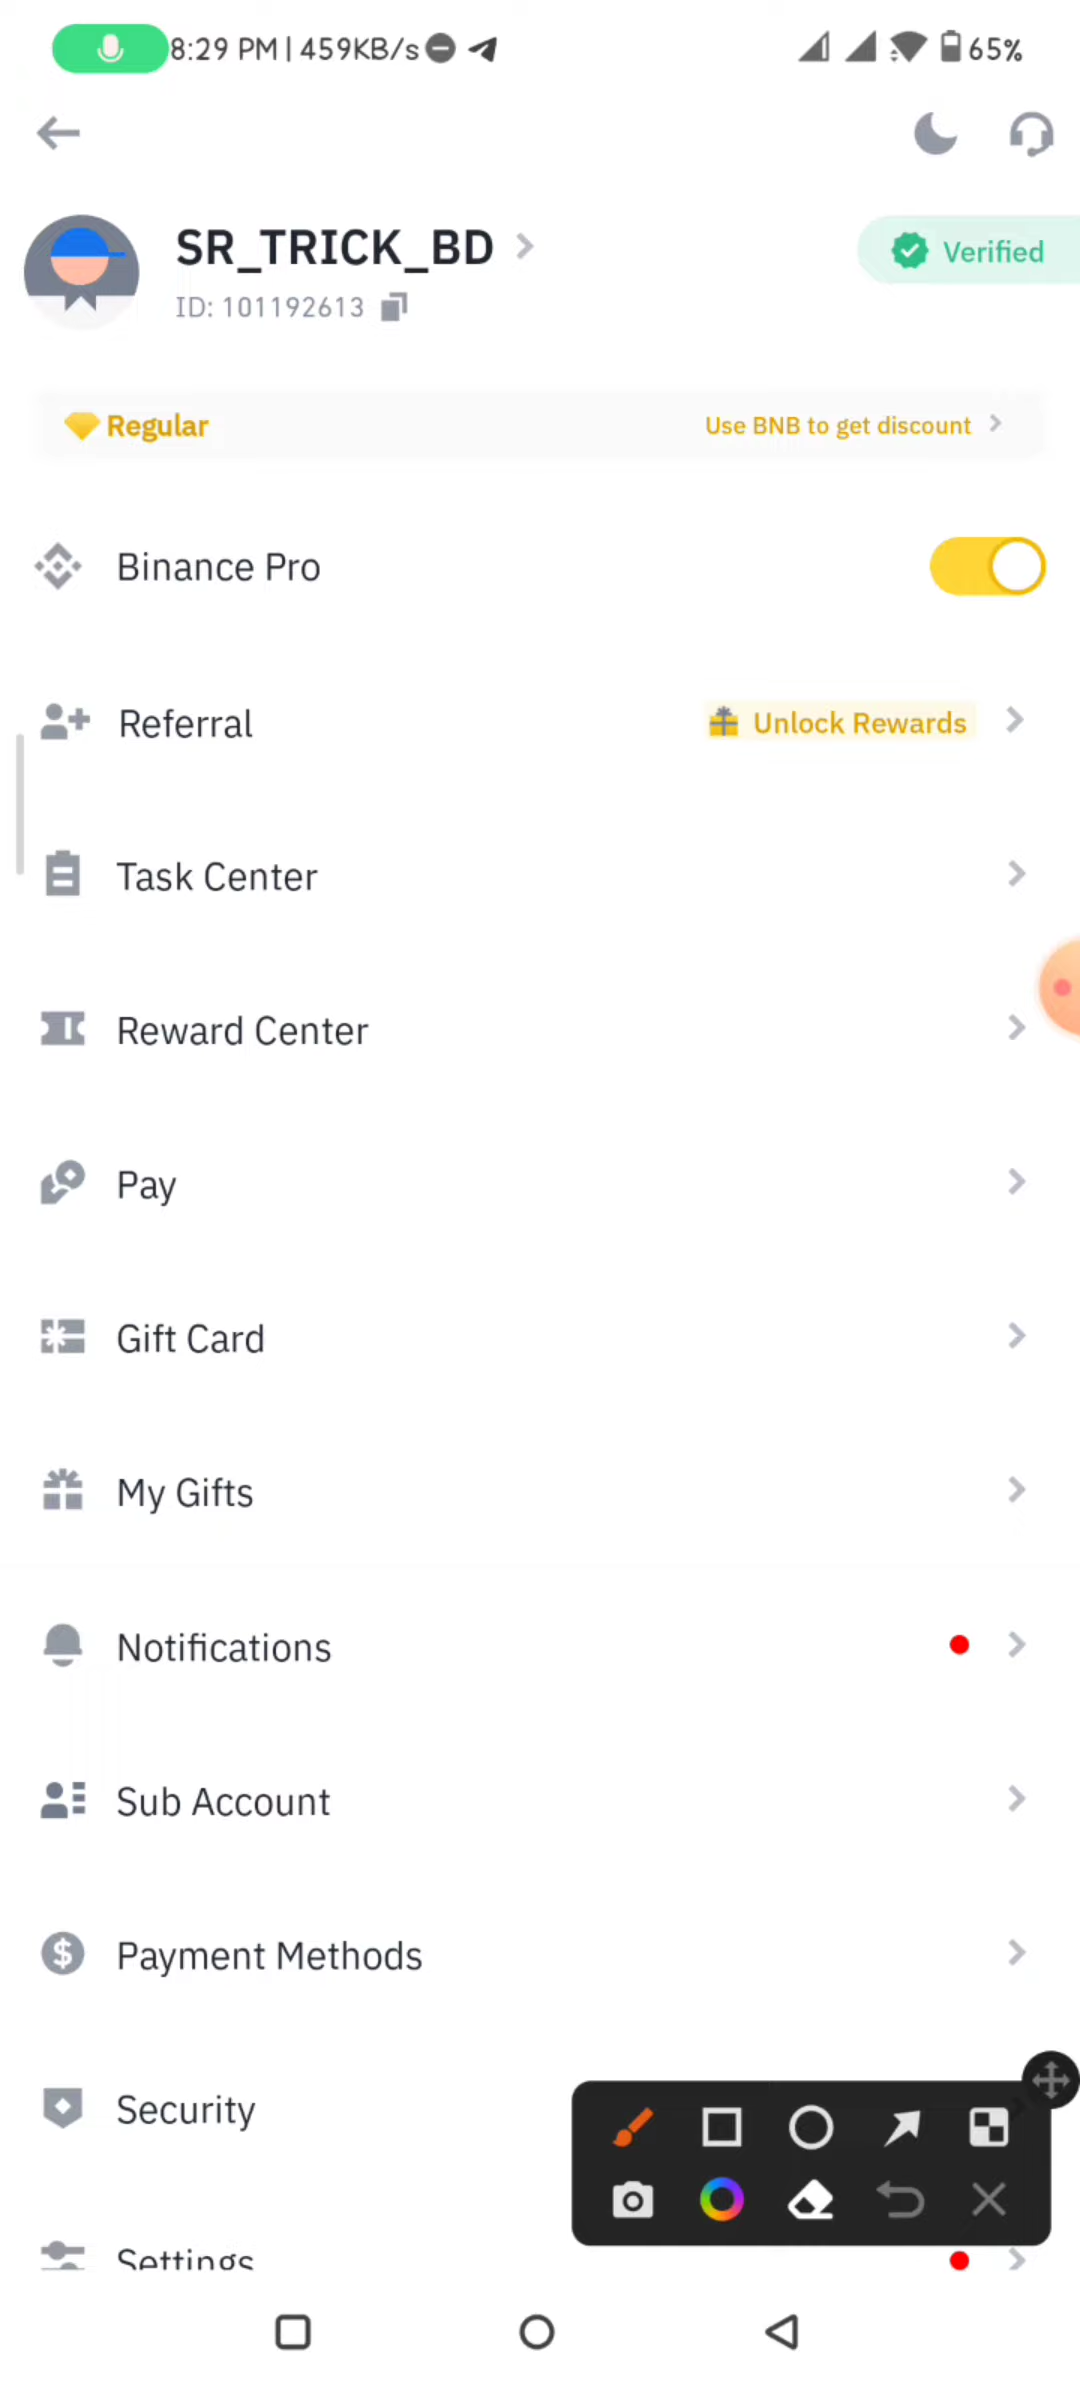 8:29 PM | 459KB/s 65%
SR_TRICK_BD
Verified
ID: 101192613
Regular
Use BNB to get discount
Binance Pro
Referral
Unlock Rewards
Task Center
Reward Center
Pay
Gift Card
My Gifts
Notifications
Sub Account
Payment Methods
Security
Settings